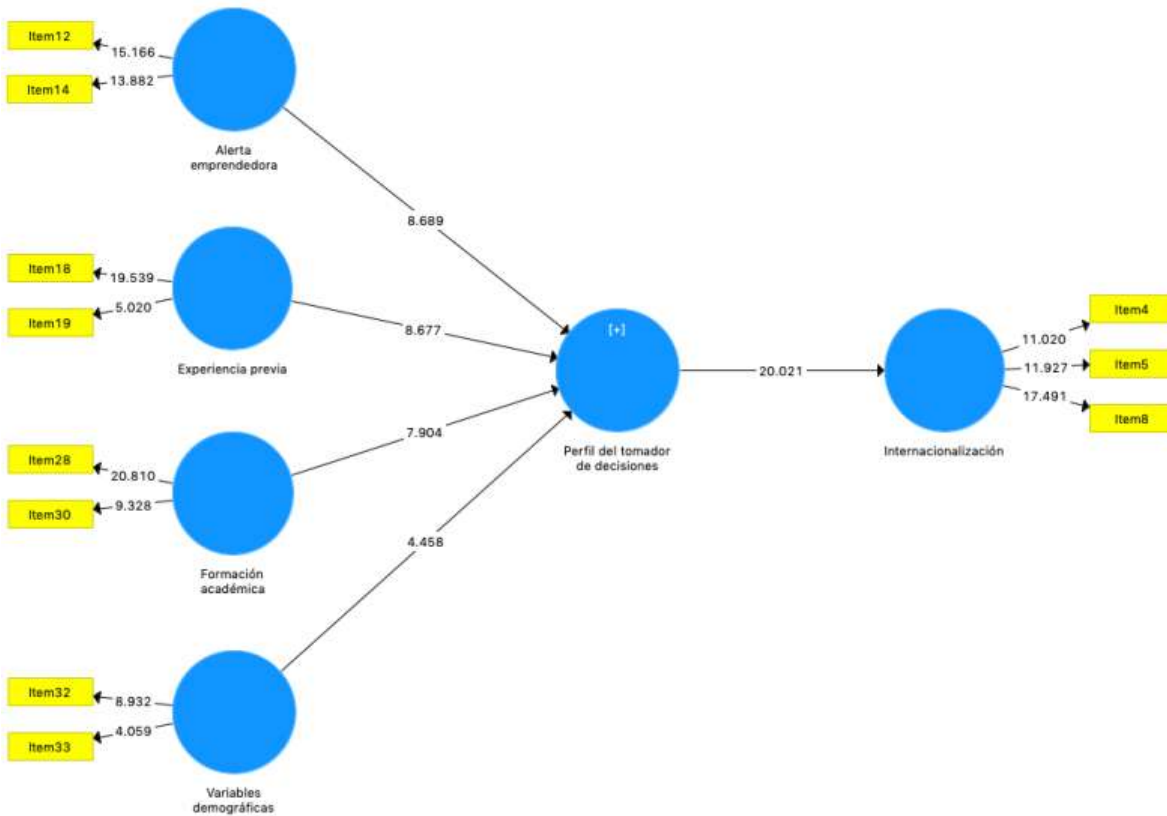 Item12
15.166
Item14
13.882
Alerta
emprendedora
8.689
Item18
19.539
Item19
5.020
Experiencia previa
8.677
[+]
Perfil del tomador
de decisiones
20.021
Internacionalización
Item4
11.020
Item5
11.927
Item8
17.491
Item28
20.810
Item30
9.328
Formación
académica
7.904
4.458
Item32
8.932
Item33
4.059
Variables
demográficas